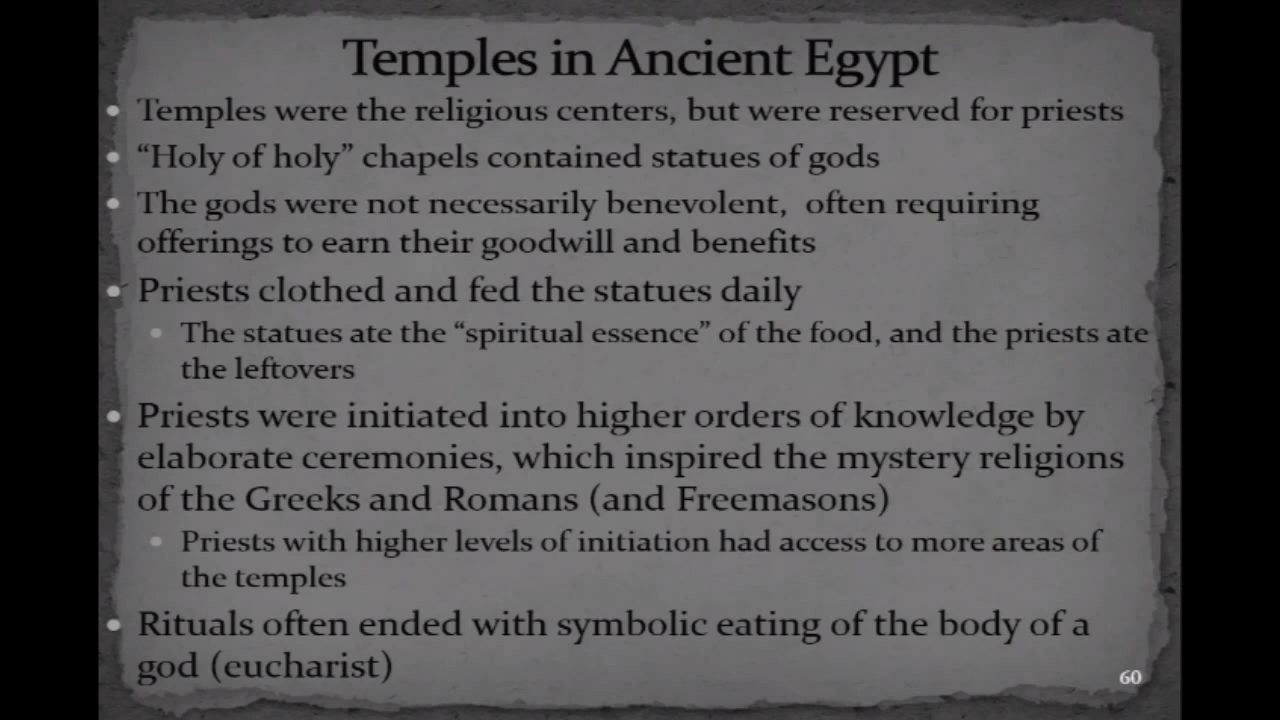 Temples in Ancient Egypt
• Temples were the religious centers, but were reserved for priests
• “Holy of holy” chapels contained statues of gods
• The gods were not necessarily benevolent,  often requiring
offerings to earn their goodwill and benefits
• Priests clothed and fed the statues daily
• The statues ate the “spiritual essence” of the food, and the priests ate
the leftovers
• Priests were initiated into higher orders of knowledge by
elaborate ceremonies, which inspired the mystery religions
of the Greeks and Romans (and Freemasons)
• Priests with higher levels of initiation had access to more areas of
the temples
• Rituals often ended with symbolic eating of the body of a
god (eucharist)
60